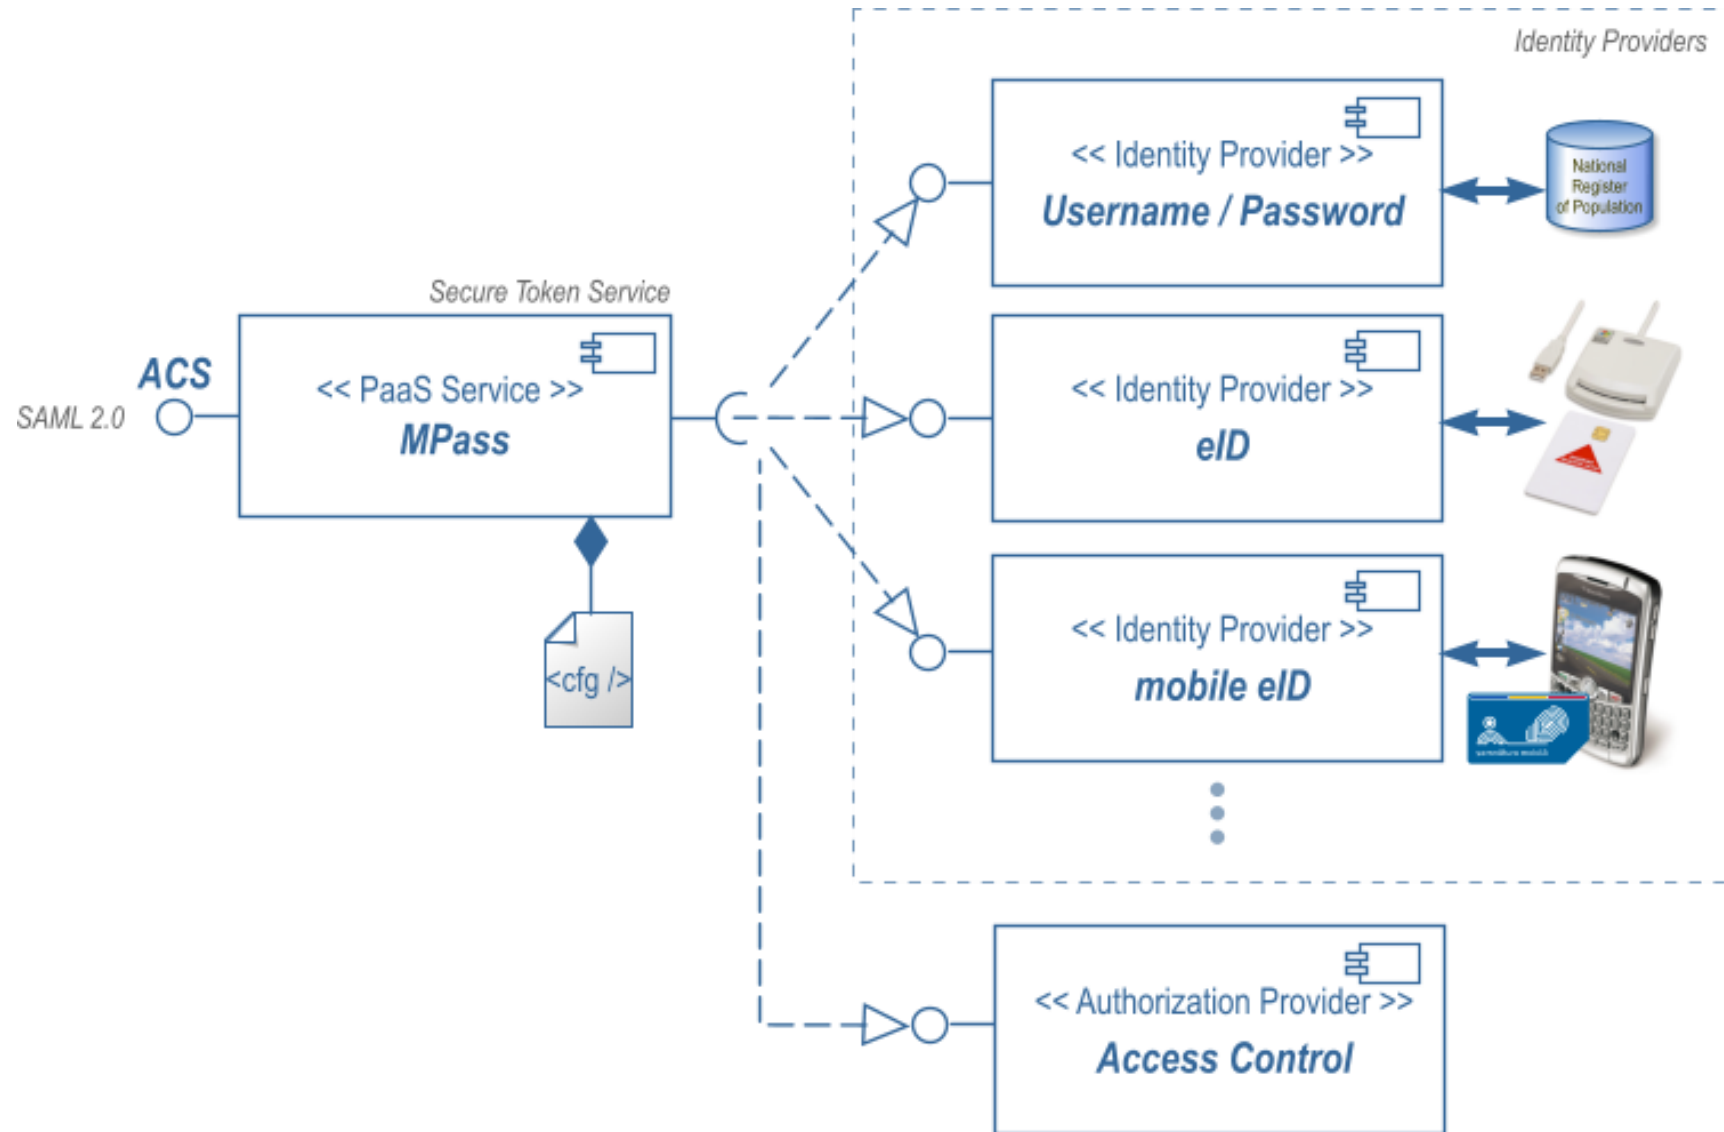 Identity Providers
<< Identity Provider >>
Username / Password
National
Register
of Population
Secure Token Service
ACS
SAML 2.0
<< PaaS Service >>
MPass
<< Identity Provider >>
eID
<cfg />
<< Identity Provider >>
mobile eID
<< Authorization Provider >>
Access Control